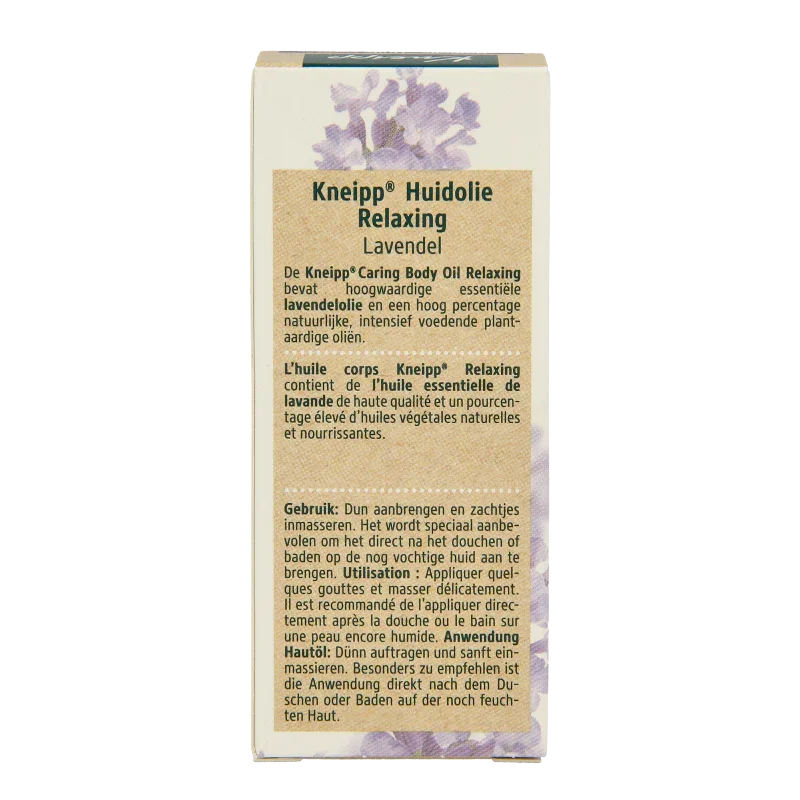 Kneipp
Kneipp® Huidolie
Relaxing
Lavendel
De Kneipp® Caring Body Oil Relaxing
bevat hoogwaardige essentiële
lavendelolie en een hoog percentage
natuurlijke, intensief voedende plant-
aardige oliën.
L'huile corps Kneipp® Relaxing
contient de l'huile essentielle de
lavande de haute qualité et un pourcen-
tage élevé d'huiles végétales naturelles
et nourrissantes.
Gebruik: Dun aanbrengen en zachtjes
inmasseren. Het wordt speciaal aanbe-
volen om het direct na het douchen of
baden op de nog vochtige huid aan te
brengen. Utilisation : Appliquer quel-
ques gouttes et masser délicatement.
Il est recommandé de l'appliquer direc-
tement après la douche ou le bain sur
une peau encore humide. Anwendung
Hautöl: Dünn auftragen und sanft ein-
massieren. Besonders zu empfehlen ist
die Anwendung direkt nach dem Du-
schen oder Baden auf der noch feuch-
ten Haut.